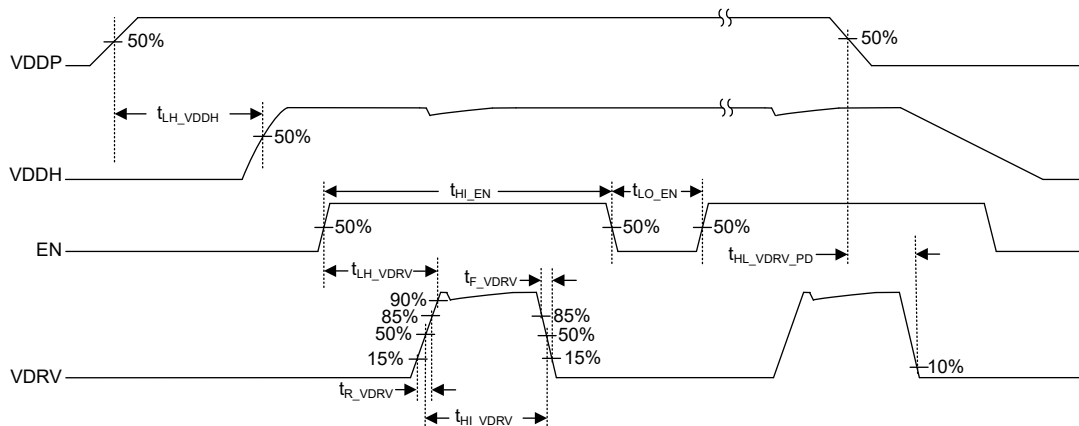 VDDP
50%
50%
tLH_VDDH
50%
VDDH
tHI_EN
tLO_EN
50%
50%
50%
EN
tHL_VDRV_PD
tLH_VDRV
tF_VDRV
90%
85%
85%
50%
50%
15%
15%
VDRV
10%
tR_VDRV
tHI_VDRV